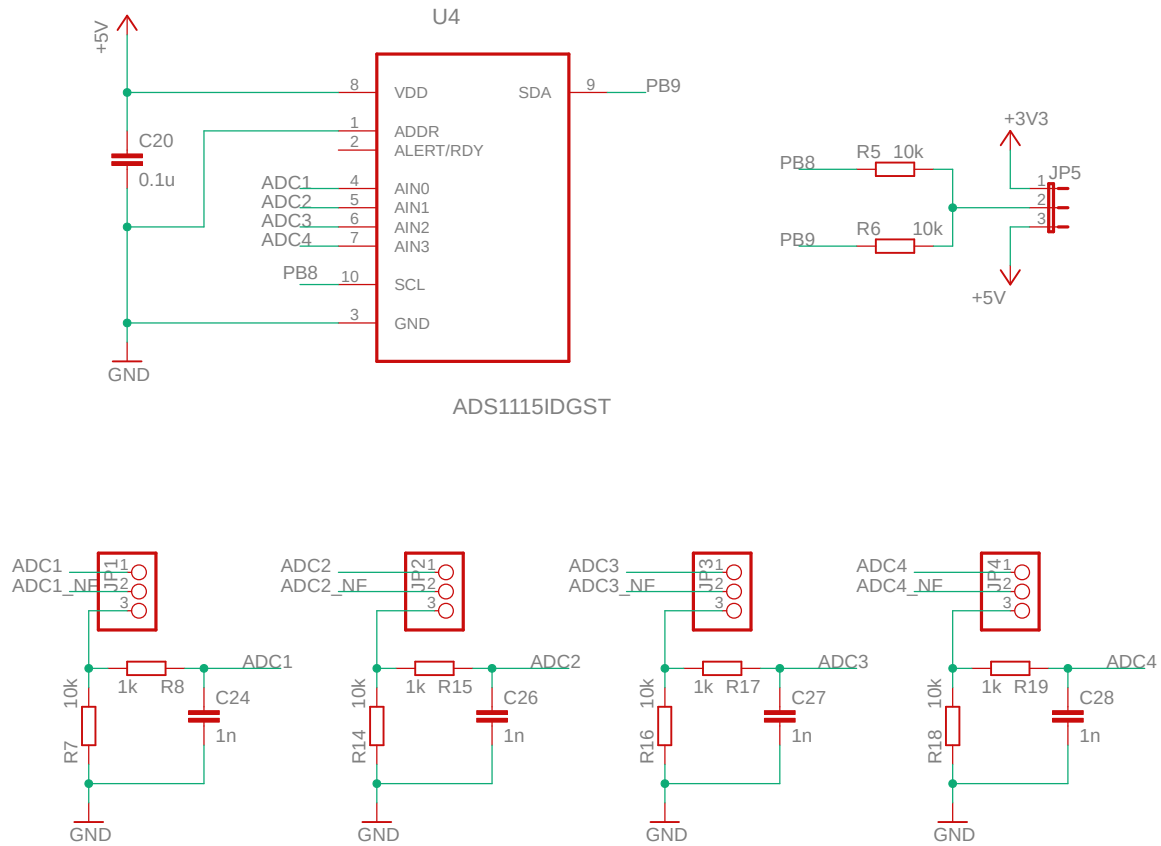 U4
+5V
8 VDD
SDA 9 PB9
1 ADDR
2 ALERT/RDY
C20
0.1u
ADC1 4 AIN0
ADC2 5 AIN1
ADC3 6 AIN2
ADC4 7 AIN3
PB8 10 SCL
3 GND
GND
ADS1115IDGST
+3V3
PB8 R5 10k
JP5
1
2
3
PB9 R6 10k
+5V
ADC1 JP1 1
ADC1_NF 2
3
ADC1
1k R8
10k
R7
C24
1n
GND
ADC2 JP2 1
ADC2_NF 2
3
ADC2
1k R15
10k
R14
C26
1n
GND
ADC3 JP3 1
ADC3_NF 2
3
ADC3
1k R17
10k
R16
C27
1n
GND
ADC4 JP4 1
ADC4_NF 2
3
ADC4
1k R19
10k
R18
C28
1n
GND